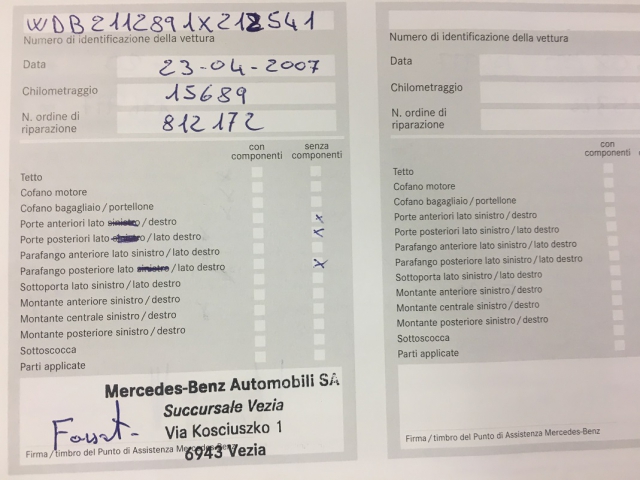 WDB2112891X212541
Numero di identificazione della vettura
Data 23-04-2007
Chilometraggio 15689
N. ordine di riparazione 812172
con componenti senza componenti
Tetto
Cofano motore
Cofano bagagliaio / portellone
Porte anteriori lato sinistro / destro x
Porte posteriori lato sinistro / lato destro x
Parafango anteriore lato sinistro / lato destro
Parafango posteriore lato sinistro / lato destro x
Sottoporta lato sinistro / lato destro
Montante anteriore sinistro / destro
Montante centrale sinistro / destro
Montante posteriore sinistro / destro
Sottoscocca
Parti applicate
Mercedes-Benz Automobili SA
Succursale Vezia
Via Kosciuszko 1
6943 Vezia
Firma / timbro del Punto di Assistenza Mercedes-Benz
Numero di identificazione della vettura
Data
Chilometraggio
N. ordine di
riparazione
con
componenti
Tetto
Cofano motore
Cofano bagagliaio / portellone
Porte anteriori lato sinistro / destro
Porte posteriori lato sinistro / lato destro
Parafango anteriore lato sinistro / lato destro
Parafango posteriore lato sinistro / lato destro
Sottoporta lato sinistro / lato destro
Montante anteriore sinistro / destro
Montante centrale sinistro / destro
Montante posteriore sinistro / destro
Sottoscocca
Parti applicate
Firma / timbro del Punto di Assistenza Mercedes-Benz